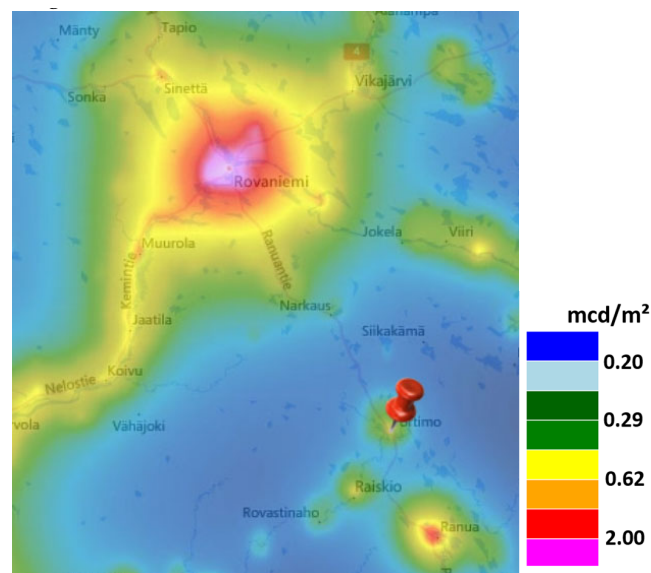 Mänty
Tapio
4
Vikajärvi
Sonka
Sinettä
Rovaniemi
Jokela
Viiri
Muurola
Ranuantie
Kemintie
Narkaus
Jaatila
Siikakämä
Koivu
Nelostie
Vähäjoki
Raiskio
Rovastinaho
Ranua
mcd/m²
0.20
0.29
0.62
2.00